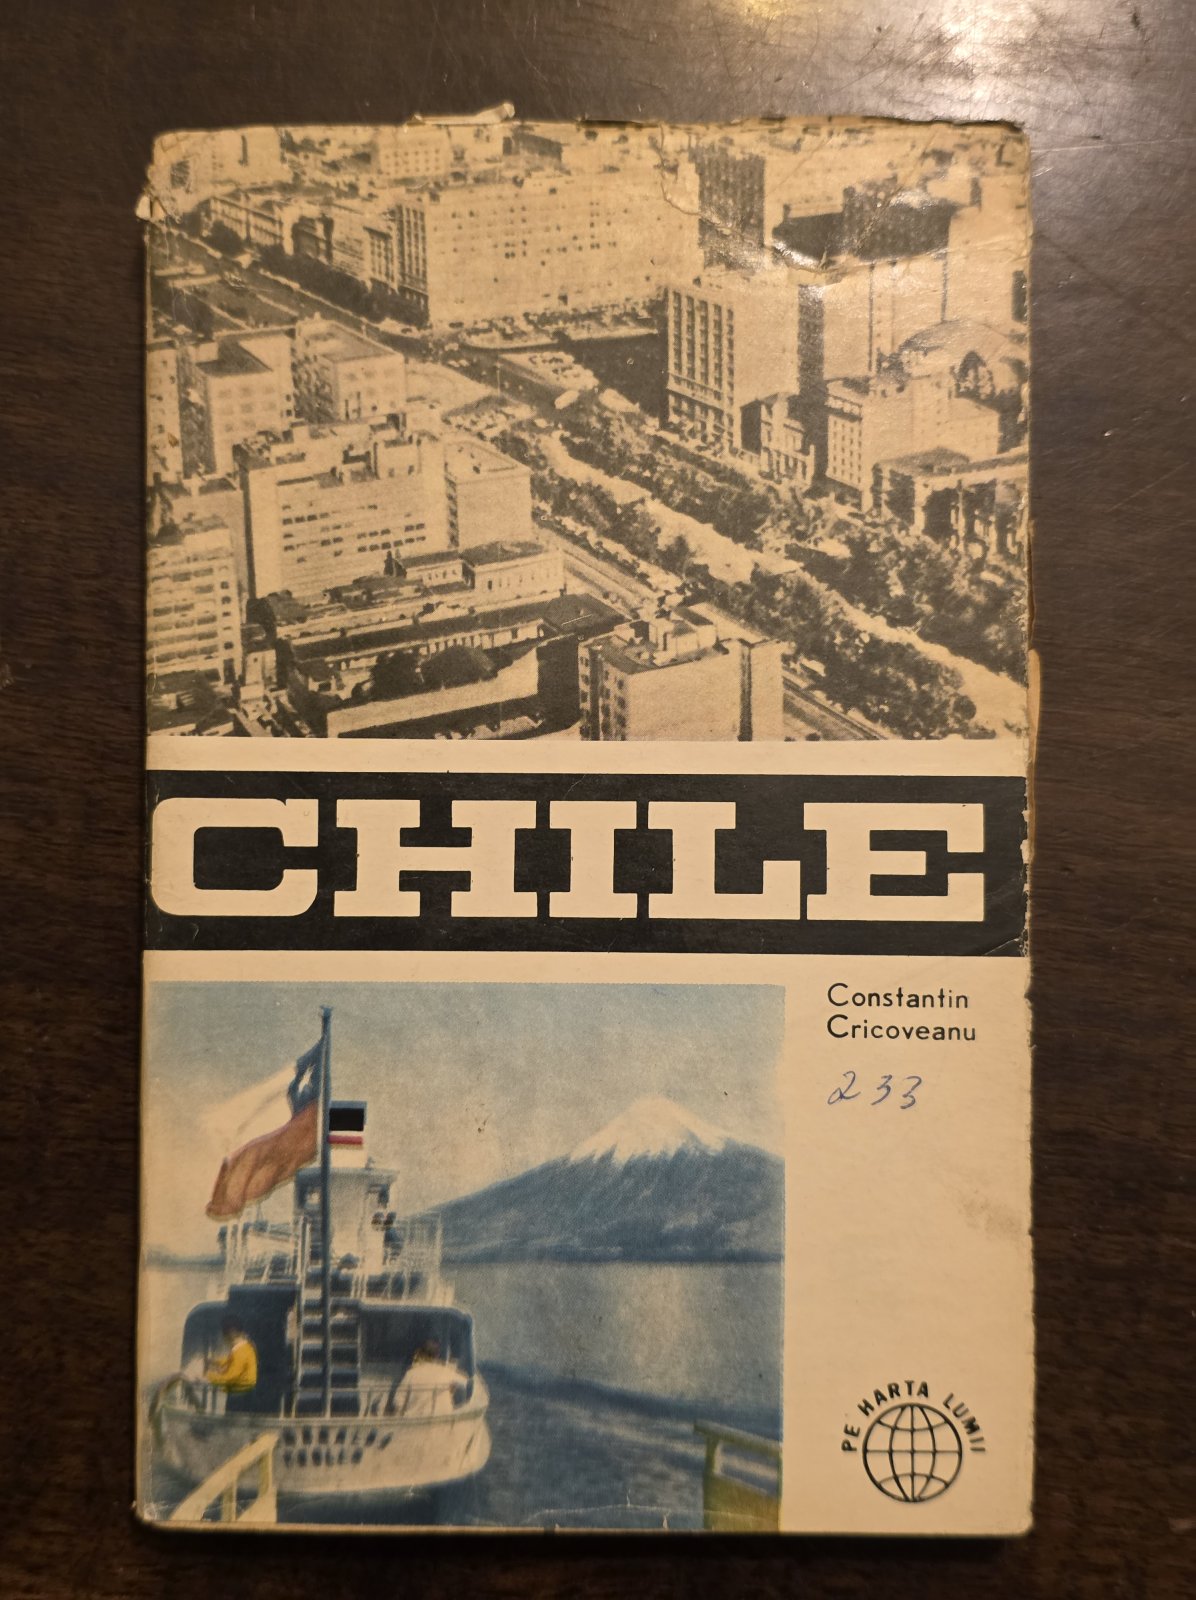 CHILE
Constantin
Cricoveanu
233
PE HARTA LUMII